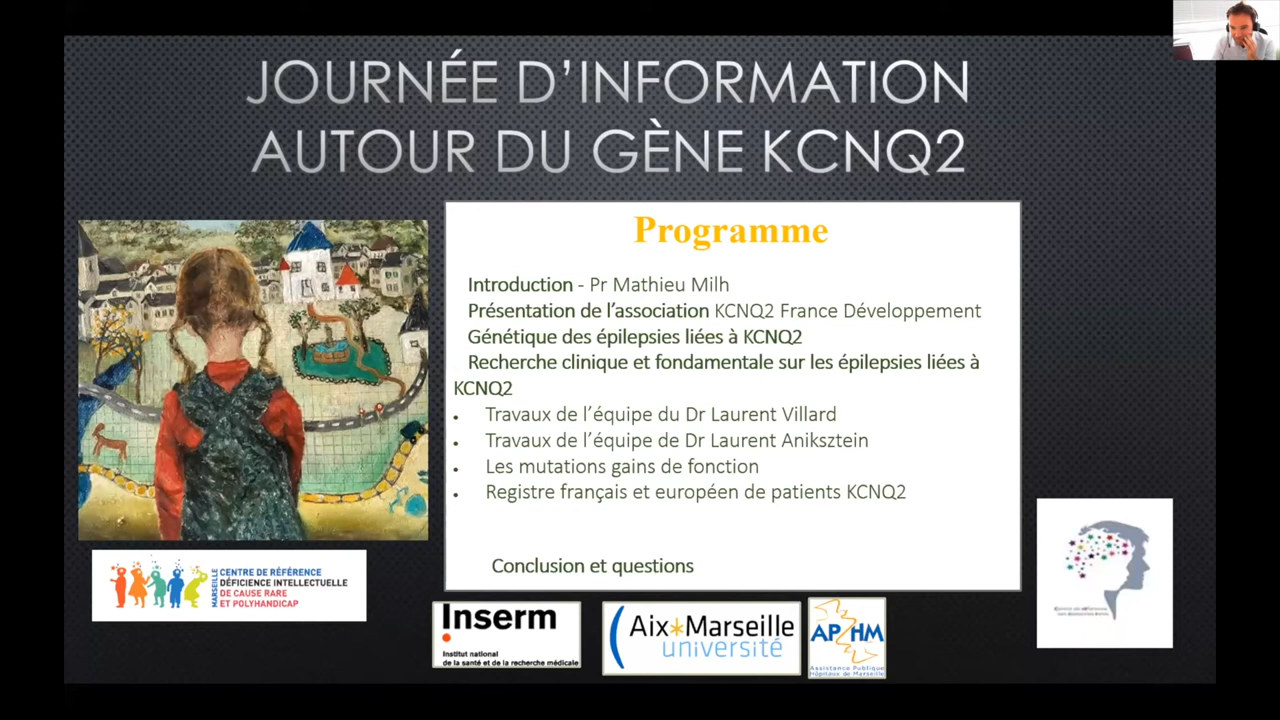 JOURNÉE D'INFORMATION
AUTOUR DU GÈNE KCNQ2
Programme
Introduction - Pr Mathieu Milh
Présentation de l'association KCNQ2 France Développement
Génétique des épilepsies liées à KCNQ2
Recherche clinique et fondamentale sur les épilepsies liées à
KCNQ2
• Travaux de l'équipe du Dr Laurent Villard
• Travaux de l'équipe de Dr Laurent Aniksztein
• Les mutations gains de fonction
• Registre français et européen de patients KCNQ2
Conclusion et questions
MARSEILLE
CENTRE DE RÉFÉRENCE
DÉFICIENCE INTELLECTUELLE
DE CAUSE RARE
ET POLYHANDICAP
Inserm
Institut national
de la santé et de la recherche médicale
Aix*Marseille
université
AP HM
Assistance Publique
Hôpitaux de Marseille